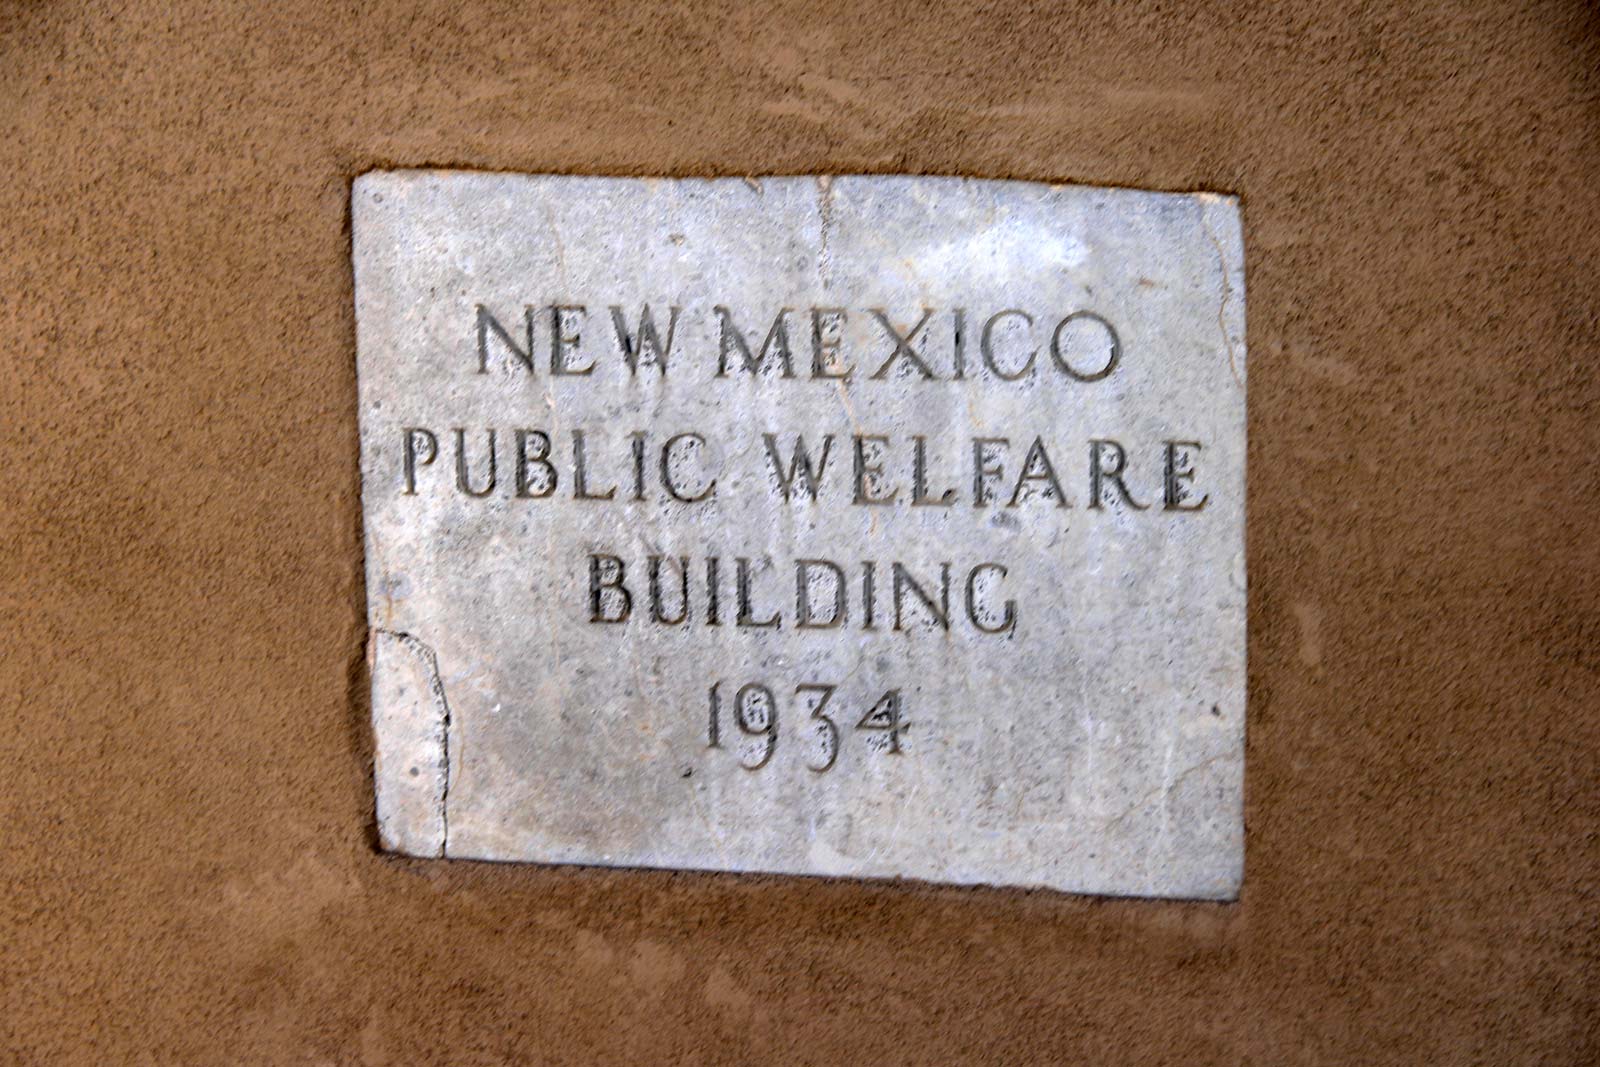 NEW MEXICO
PUBLIC WELFARE
BUILDING
1934